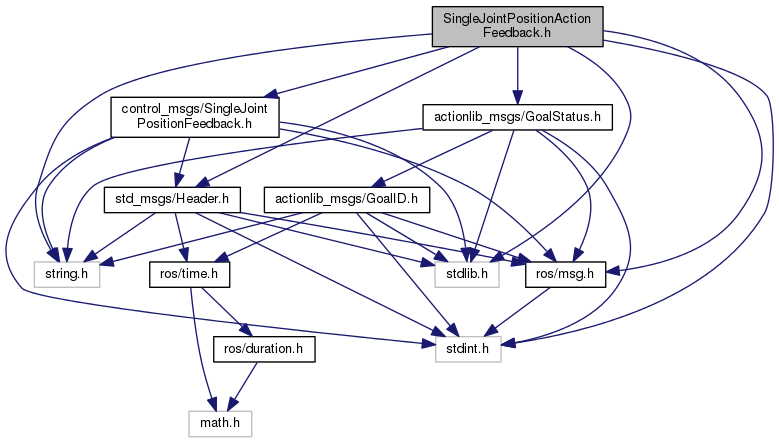 SingleJointPositionAction
Feedback.h
control_msgs/SingleJoint
PositionFeedback.h
actionlib_msgs/GoalStatus.h
std_msgs/Header.h
actionlib_msgs/GoalID.h
string.h
ros/time.h
stdlib.h
ros/msg.h
ros/duration.h
stdint.h
math.h